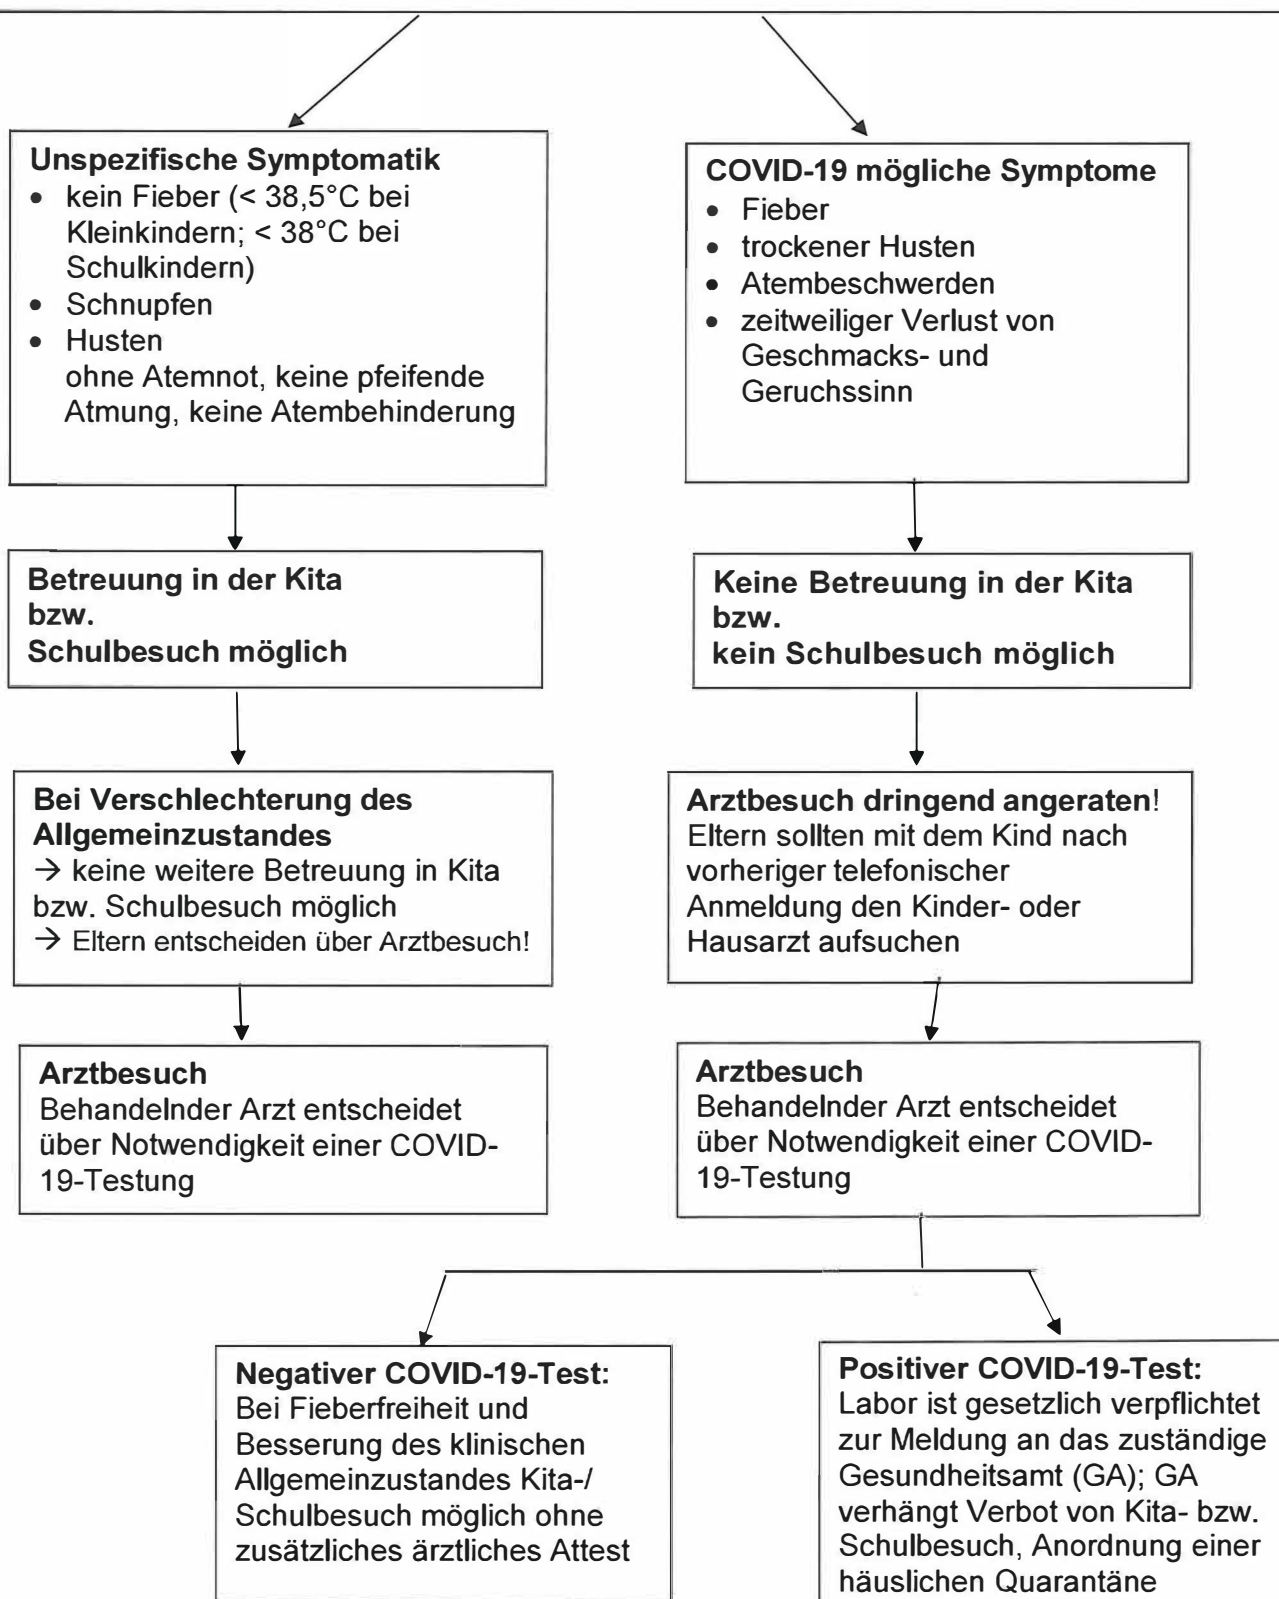 Unspezifische Symptomatik
• kein Fieber (< 38,5°C bei
Kleinkindern; < 38°C bei
Schulkindern)
• Schnupfen
• Husten
ohne Atemnot, keine pfeifende
Atmung, keine Atembehinderung
Betreuung in der Kita
bzw.
Schulbesuch möglich
Bei Verschlechterung des
Allgemeinzustandes
→ keine weitere Betreuung in Kita
bzw. Schulbesuch möglich
→ Eltern entscheiden über Arztbesuch!
Arztbesuch
Behandelnder Arzt entscheidet
über Notwendigkeit einer COVID-
19-Testung
COVID-19 mögliche Symptome
• Fieber
• trockener Husten
• Atembeschwerden
• zeitweiliger Verlust von
Geschmacks- und
Geruchssinn
Keine Betreuung in der Kita
bzw.
kein Schulbesuch möglich
Arztbesuch dringend angeraten!
Eltern sollten mit dem Kind nach
vorheriger telefonischer
Anmeldung den Kinder- oder
Hausarzt aufsuchen
Arztbesuch
Behandelnder Arzt entscheidet
über Notwendigkeit einer COVID-
19-Testung
Negativer COVID-19-Test:
Bei Fieberfreiheit und
Besserung des klinischen
Allgemeinzustandes Kita-/
Schulbesuch möglich ohne
zusätzliches ärztliches Attest
Positiver COVID-19-Test:
Labor ist gesetzlich verpflichtet
zur Meldung an das zuständige
Gesundheitsamt (GA); GA
verhängt Verbot von Kita- bzw.
Schulbesuch, Anordnung einer
häuslichen Quarantäne